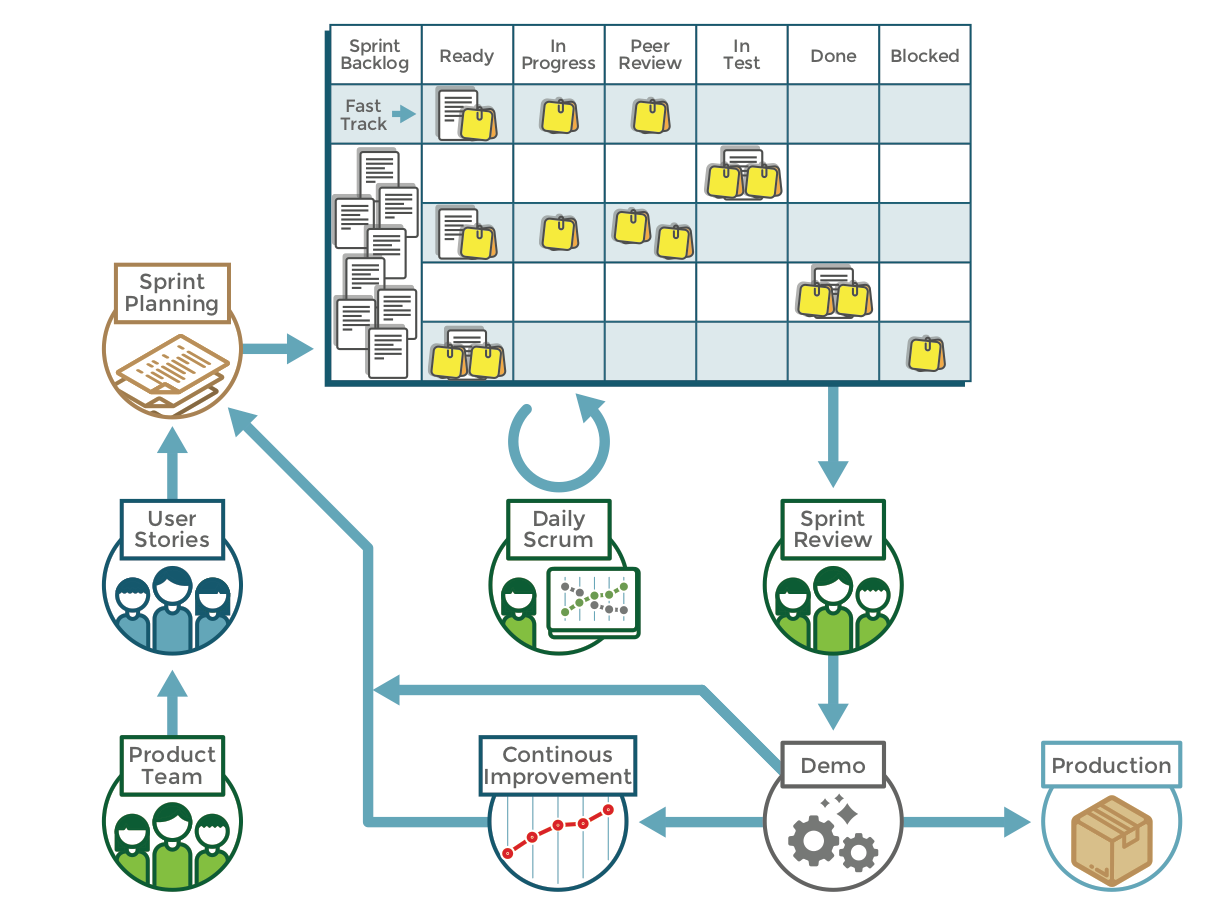 Sprint
Backlog
Ready
In
Progress
Peer
Review
In
Test
Done
Blocked
Fast
Track
Sprint
Planning
User
Stories
Daily
Scrum
Sprint
Review
Product
Team
Continous
Improvement
Demo
Production